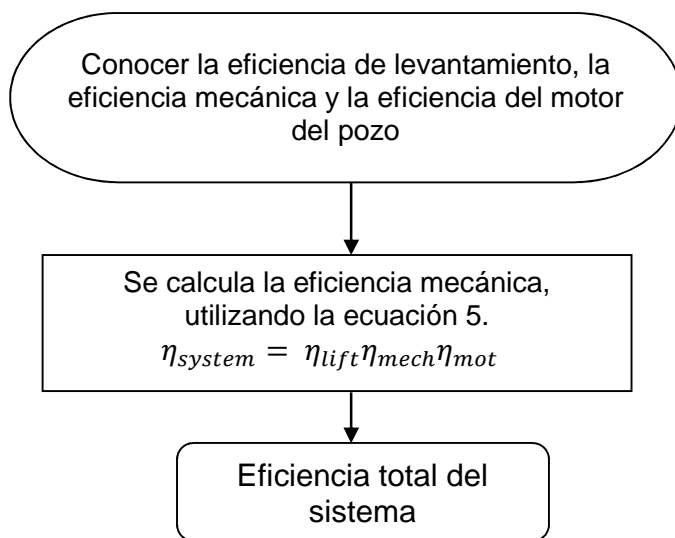 Conocer la eficiencia de levantamiento, la
eficiencia mecánica y la eficiencia del motor
del pozo
Se calcula la eficiencia mecánica,
utilizando la ecuación 5.
𝜂𝑠𝑦𝑠𝑡𝑒𝑚 = 𝜂𝑙𝑖𝑓𝑡𝜂𝑚𝑒𝑐ℎ𝜂𝑚𝑜𝑡
Eficiencia total del
sistema